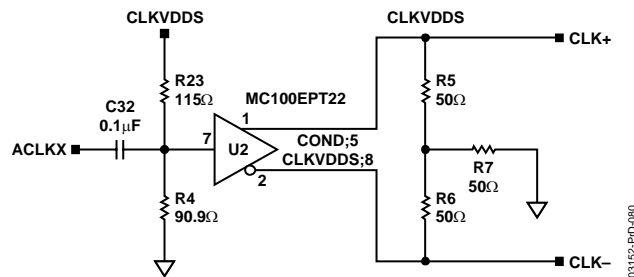 CLKVDDS
CLKVDDS
CLK+
R23
115Ω
MC100EPT22
R5
50Ω
C32
0.1μF
1
ACLKX
7
U2
COND;5
CLKVDDS;8
R7
50Ω
2
R4
90.9Ω
R6
50Ω
CLK–
03152-PrD-080